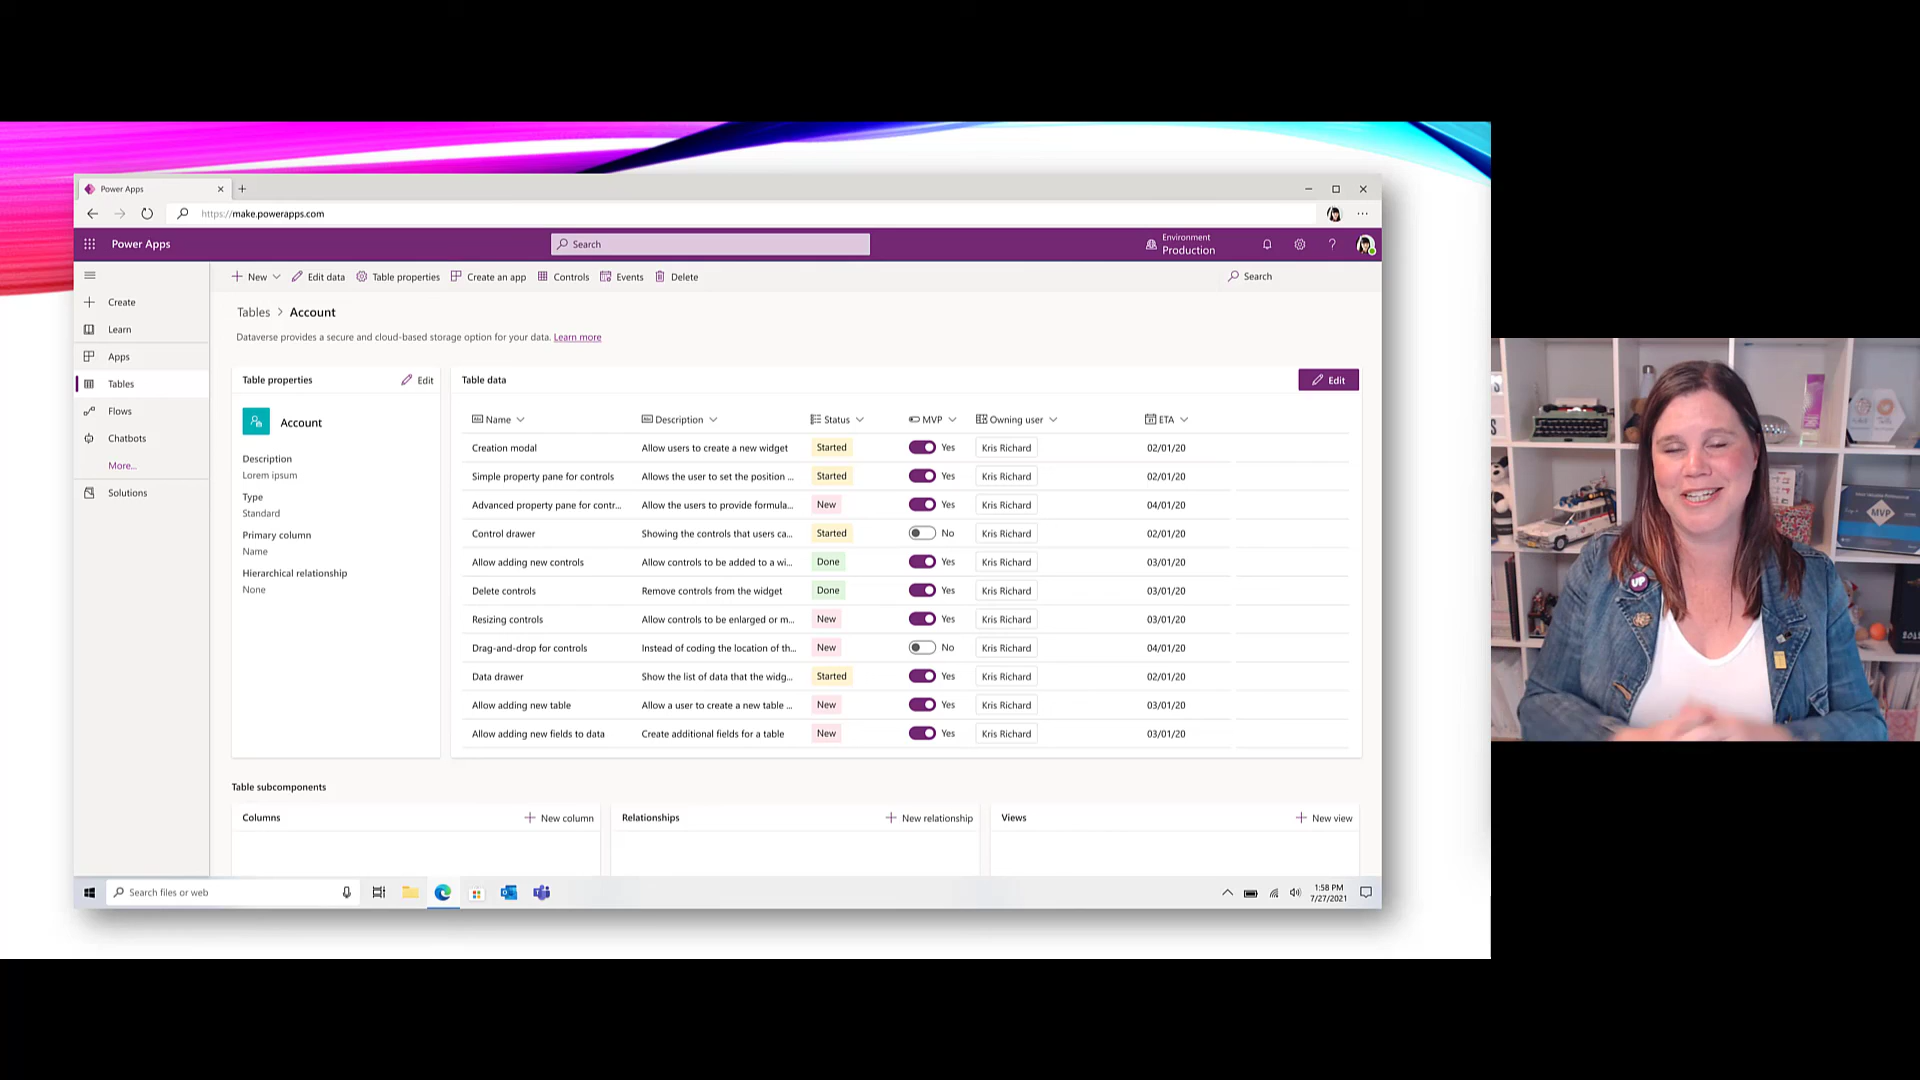 Power Apps
https://make.powerapps.com
Power Apps
Search
Environment
Production
New
Edit data
Table properties
Create an app
Controls
Events
Delete
Search
Create
Learn
Apps
Tables
Flows
Chatbots
More...
Solutions
Tables > Account
Dataverse provides a secure and cloud-based storage option for your data. Learn more
Table properties
Edit
Account
Description
Lorem ipsum
Type
Standard
Primary column
Name
Hierarchical relationship
None
Table data
Edit
Name Description Status MVP Owning user ETA
Creation modal Allow users to create a new widget Started Yes Kris Richard 02/01/20
Simple property pane for controls Allows the user to set the position ... Started Yes Kris Richard 02/01/20
Advanced property pane for contr... Allow the users to provide formula... New Yes Kris Richard 04/01/20
Control drawer Showing the controls that users ca... Started No Kris Richard 02/01/20
Allow adding new controls Allow controls to be added to a wi... Done Yes Kris Richard 03/01/20
Delete controls Remove controls from the widget Done Yes Kris Richard 03/01/20
Resizing controls Allow controls to be enlarged or m... New Yes Kris Richard 03/01/20
Drag-and-drop for controls Instead of coding the location of th... New No Kris Richard 04/01/20
Data drawer Show the list of data that the widg... Started Yes Kris Richard 02/01/20
Allow adding new table Allow a user to create a new table ... New Yes Kris Richard 03/01/20
Allow adding new fields to data Create additional fields for a table New Yes Kris Richard 03/01/20
Table subcomponents
Columns
New column
Relationships
New relationship
Views
New view
Search files or web
1:58 PM
7/27/2021
MVP
UP